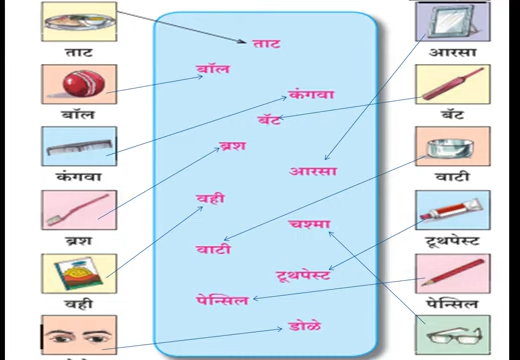 ताट
बॉल
कंगवा
ब्रश
वही
ताट
बॉल
कंगवा
बॅट
ब्रश
आरसा
वही
चश्मा
वाटी
टूथपेस्ट
पेन्सिल
डोळे
आरसा
बॅट
वाटी
टूथपेस्ट
पेन्सिल